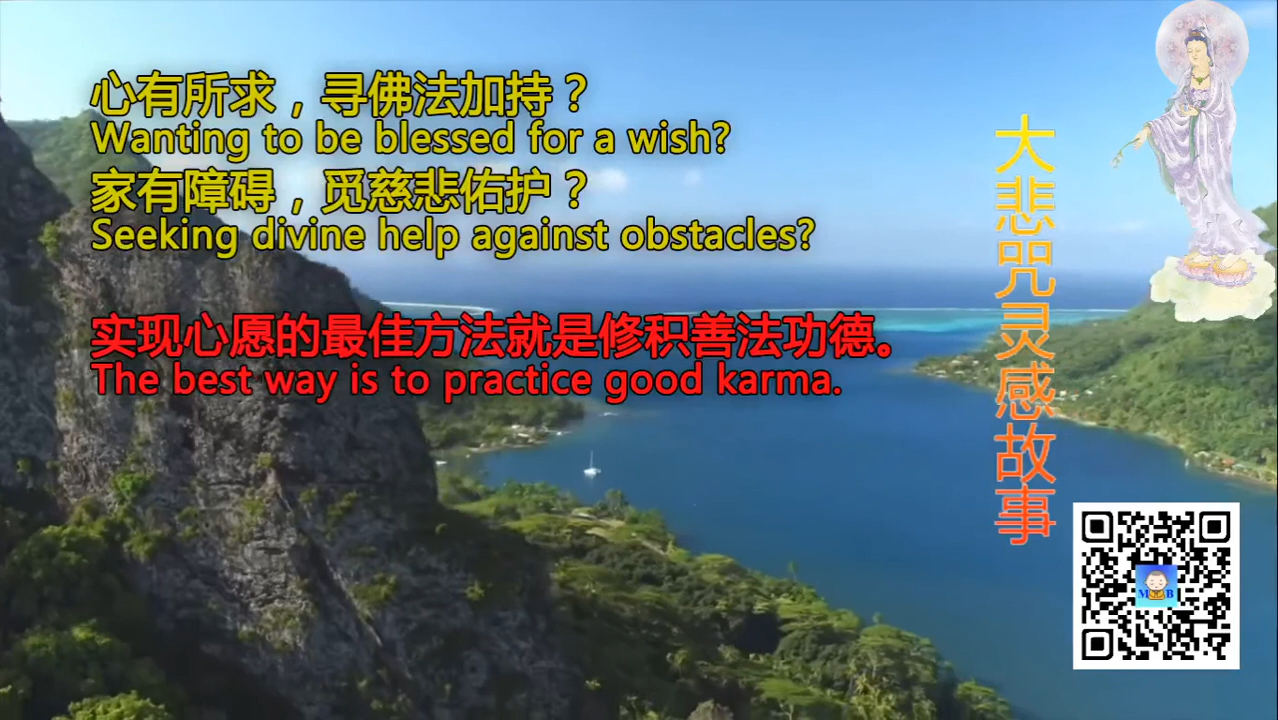 心有所求，寻佛法加持？
Wanting to be blessed for a wish?
家有障碍，觅慈悲佑护？
Seeking divine help against obstacles?
实现心愿的最佳方法就是修积善法功德。
The best way is to practice good karma.
大悲咒灵感故事
M B